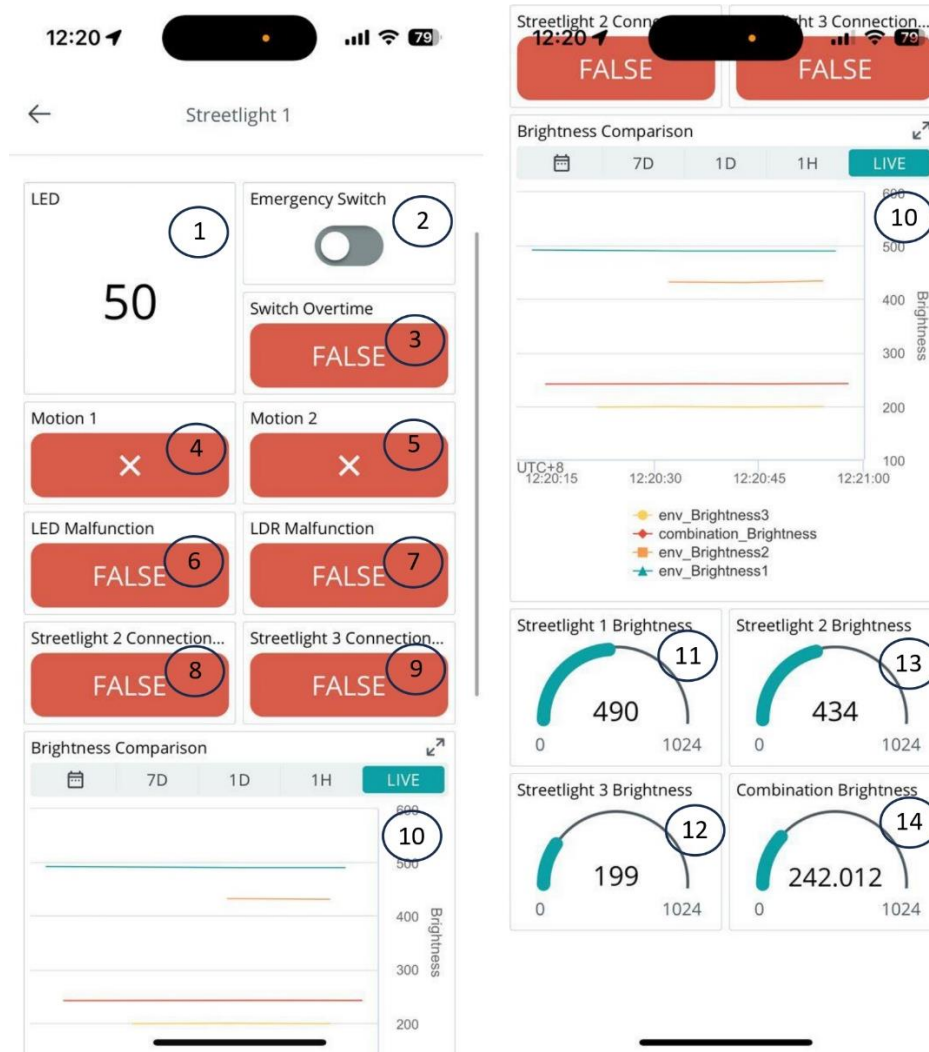 12:20
79
Streetlight 1
LED
1
50
Emergency Switch
2
Switch Overtime
3
FALSE
Motion 1
4
Motion 2
5
LED Malfunction
6
FALSE
LDR Malfunction
7
FALSE
Streetlight 2 Connection...
8
FALSE
Streetlight 3 Connection...
9
FALSE
Brightness Comparison
7D 1D 1H LIVE
600
10
500
400
300
200
Brightness
Streetlight 2 Conne
ht 3 Connection...
12:20
79
FALSE
FALSE
Brightness Comparison
7D 1D 1H LIVE
600
10
500
400
300
200
100
Brightness
UTC+8
12:20:15 12:20:30 12:20:45 12:21:00
env_Brightness3
combination_Brightness
env_Brightness2
env_Brightness1
Streetlight 1 Brightness
11
490
0 1024
Streetlight 2 Brightness
13
434
0 1024
Streetlight 3 Brightness
12
199
0 1024
Combination Brightness
14
242.012
0 1024